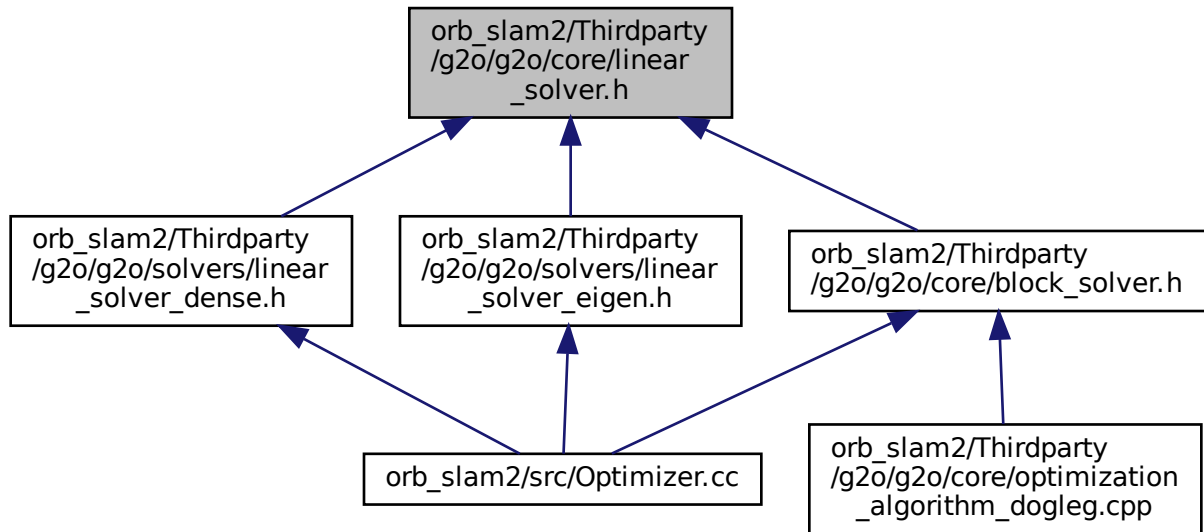 orb_slam2/Thirdparty
/g2o/g2o/core/linear
_solver.h
orb_slam2/Thirdparty
/g2o/g2o/solvers/linear
_solver_dense.h
orb_slam2/Thirdparty
/g2o/g2o/solvers/linear
_solver_eigen.h
orb_slam2/Thirdparty
/g2o/g2o/core/block_solver.h
orb_slam2/src/Optimizer.cc
orb_slam2/Thirdparty
/g2o/g2o/core/optimization
_algorithm_dogleg.cpp